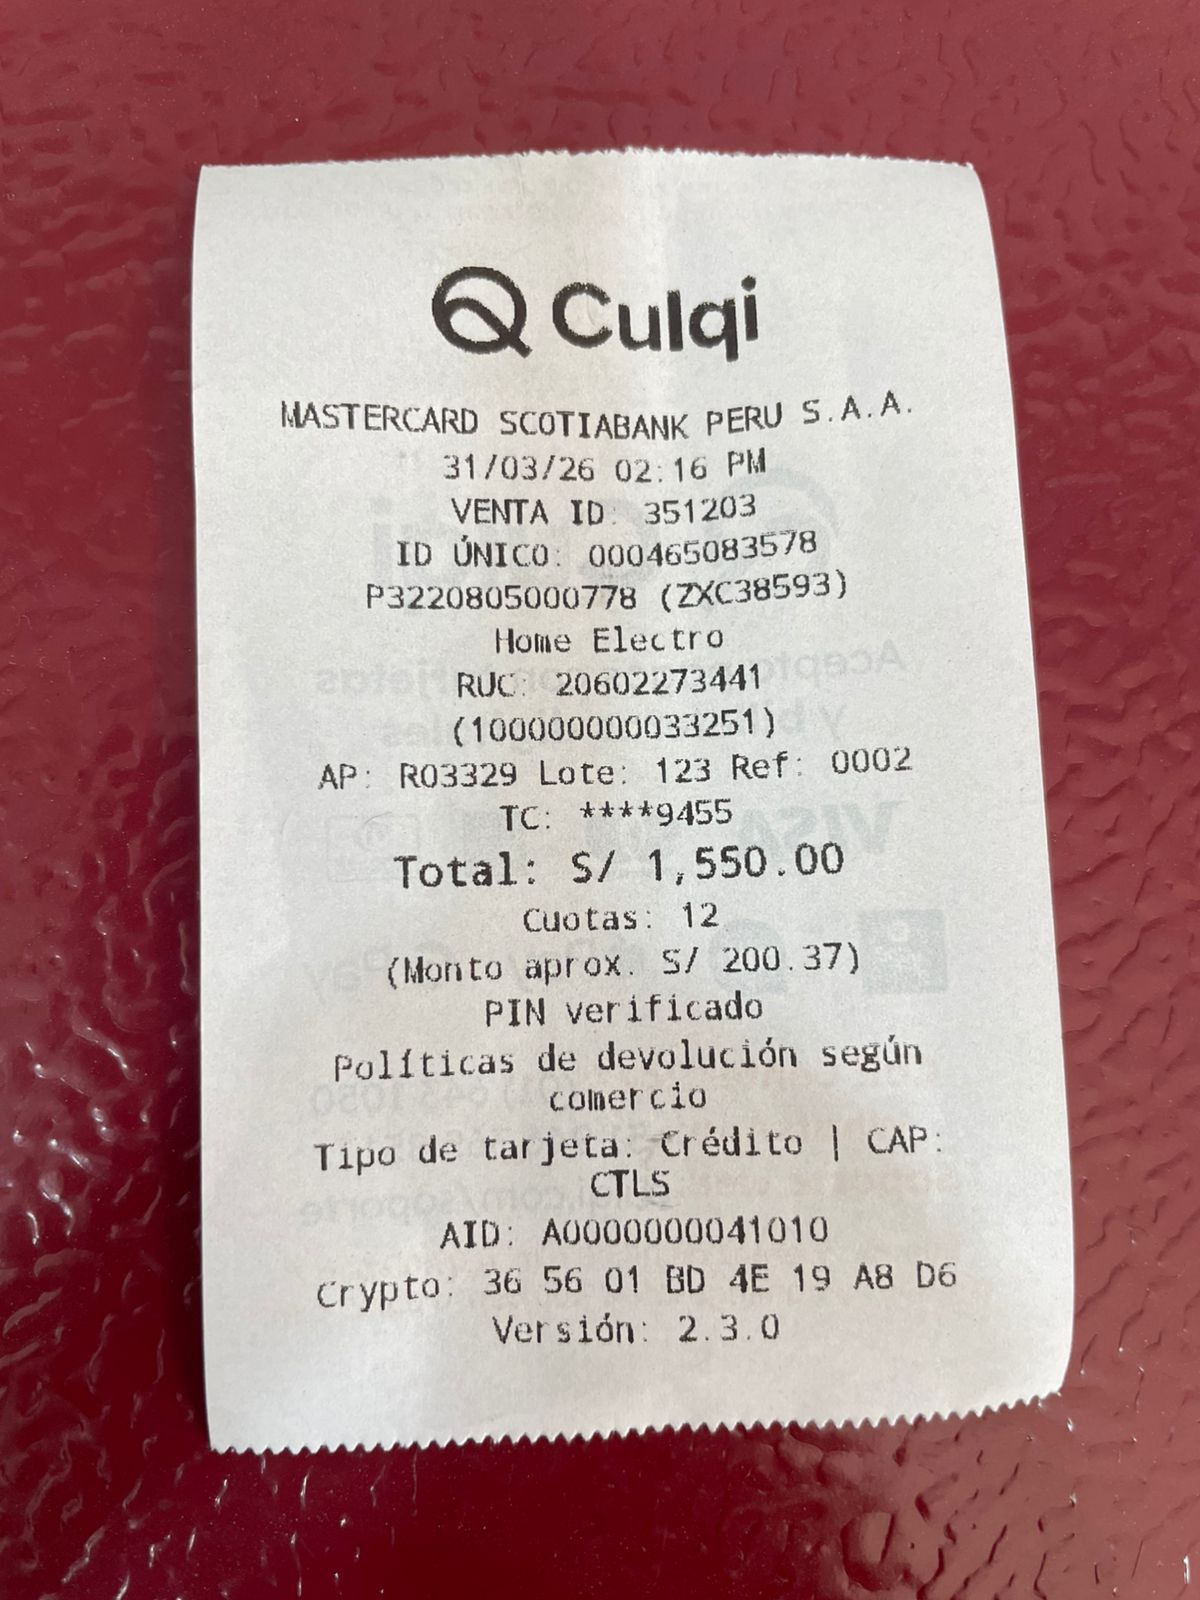 Culqi
MASTERCARD SCOTIABANK PERU S.A.A.
31/03/26 02:16 PM
VENTA ID: 351203
ID ÚNICO: 000465083578
P3220805000778 (ZXC38593)
Home Electro
RUC: 20602273441
(100000000033251)
AP: R03329 Lote: 123 Ref: 0002
TC: ****9455
Total: S/ 1,550.00
Cuotas: 12
(Monto aprox. S/ 200.37)
PIN verificado
Políticas de devolución según
comercio
Tipo de tarjeta: Crédito | CAP:
CTLS
AID: A0000000041010
Crypto: 36 56 01 BD 4E 19 A8 D6
Versión: 2.3.0